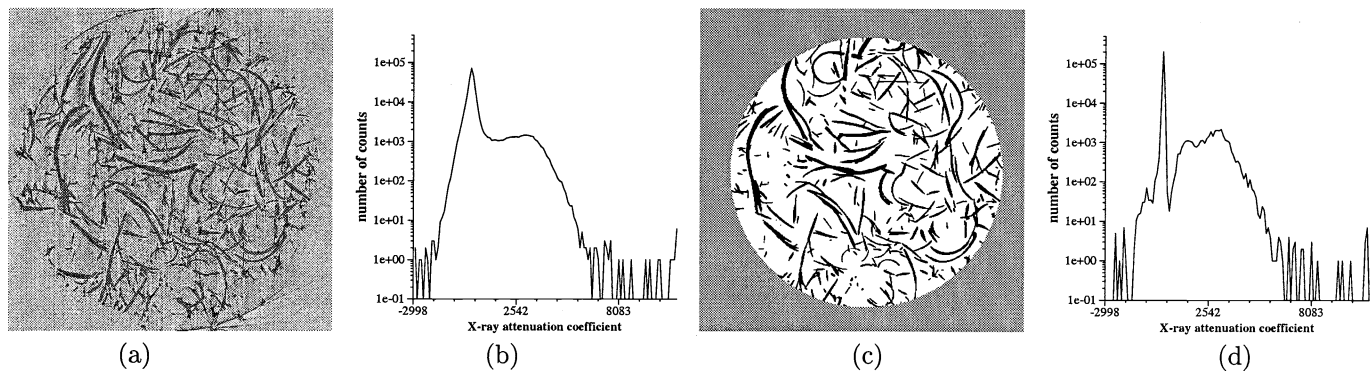 1e+05
1e+04
1e+03
1e+02
1e+01
1e+00
1e-01
number of counts
-2998 2542 8083
X-ray attenuation coefficient
1e+05
1e+04
1e+03
1e+02
1e+01
1e+00
1e-01
number of counts
-2998 2542 8083
X-ray attenuation coefficient
(a) (b) (c) (d)